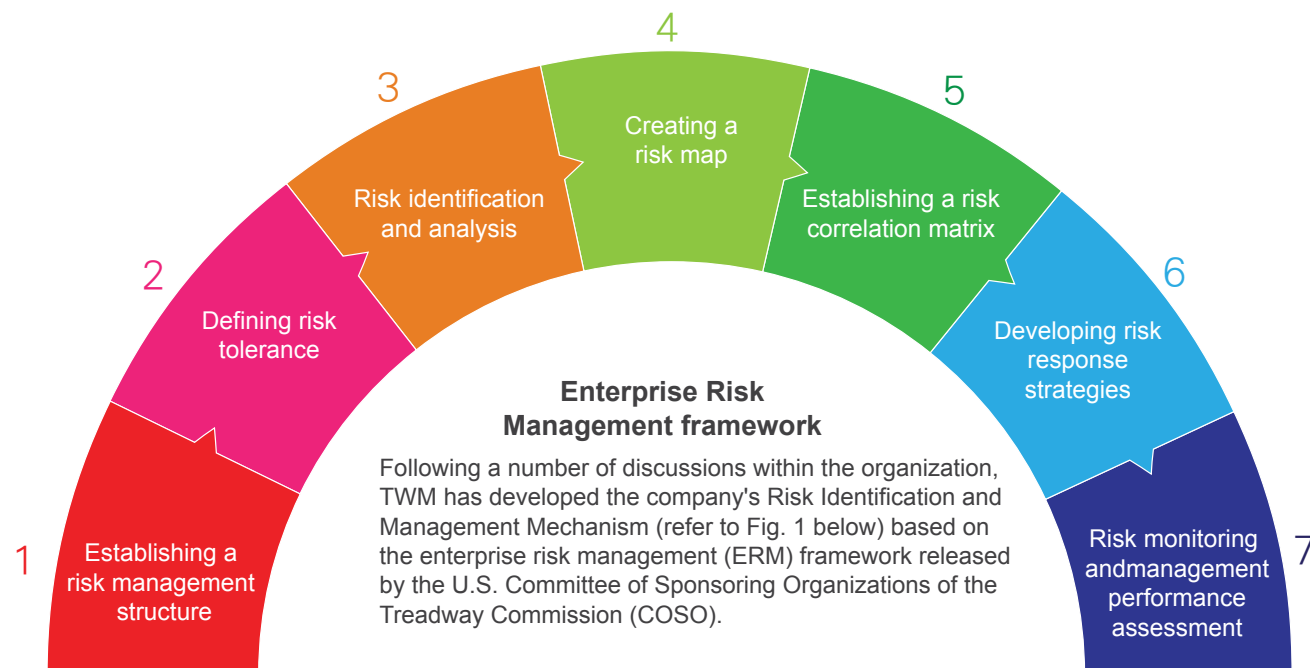 1
Establishing a
risk management
structure
2
Defining risk
tolerance
3
Risk identification
and analysis
4
Creating a
risk map
5
Establishing a risk
correlation matrix
6
Developing risk
response
strategies
7
Risk monitoring
andmanagement
performance
assessment
Enterprise Risk
Management framework
Following a number of discussions within the organization,
TWM has developed the company's Risk Identification and
Management Mechanism (refer to Fig. 1 below) based on
the enterprise risk management (ERM) framework released
by the U.S. Committee of Sponsoring Organizations of the
Treadway Commission (COSO).